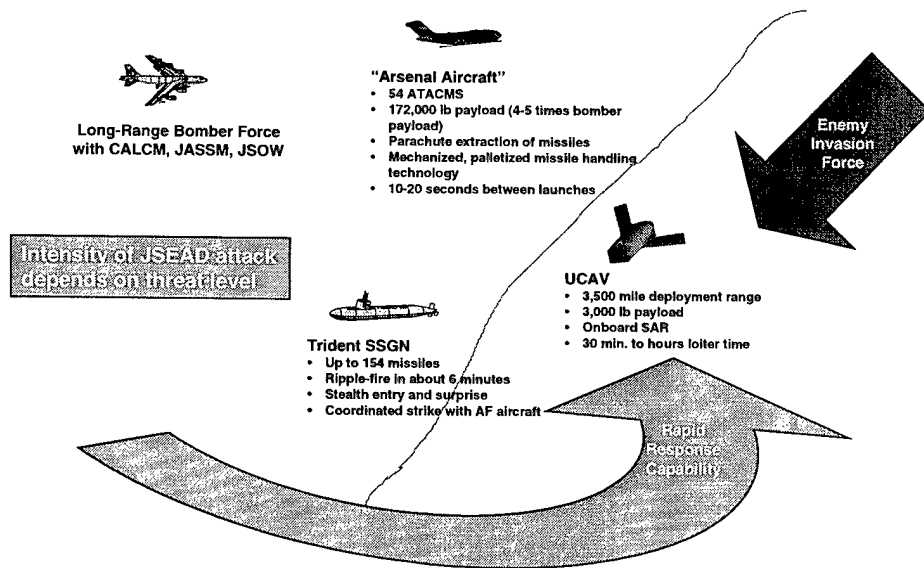 "Arsenal Aircraft"
• 54 ATACMS
• 172,000 lb payload (4-5 times bomber
payload)
• Parachute extraction of missiles
• Mechanized, palletized missile handling
technology
• 10-20 seconds between launches
Long-Range Bomber Force
with CALCM, JASSM, JSOW
Enemy
Invasion
Force
Intensity of JSEAD attack
depends on threat level
UCAV
• 3,500 mile deployment range
• 3,000 lb payload
• Onboard SAR
• 30 min. to hours loiter time
Trident SSGN
• Up to 154 missiles
• Ripple-fire in about 6 minutes
• Stealth entry and surprise
• Coordinated strike with AF aircraft
Rapid
Response
Capability